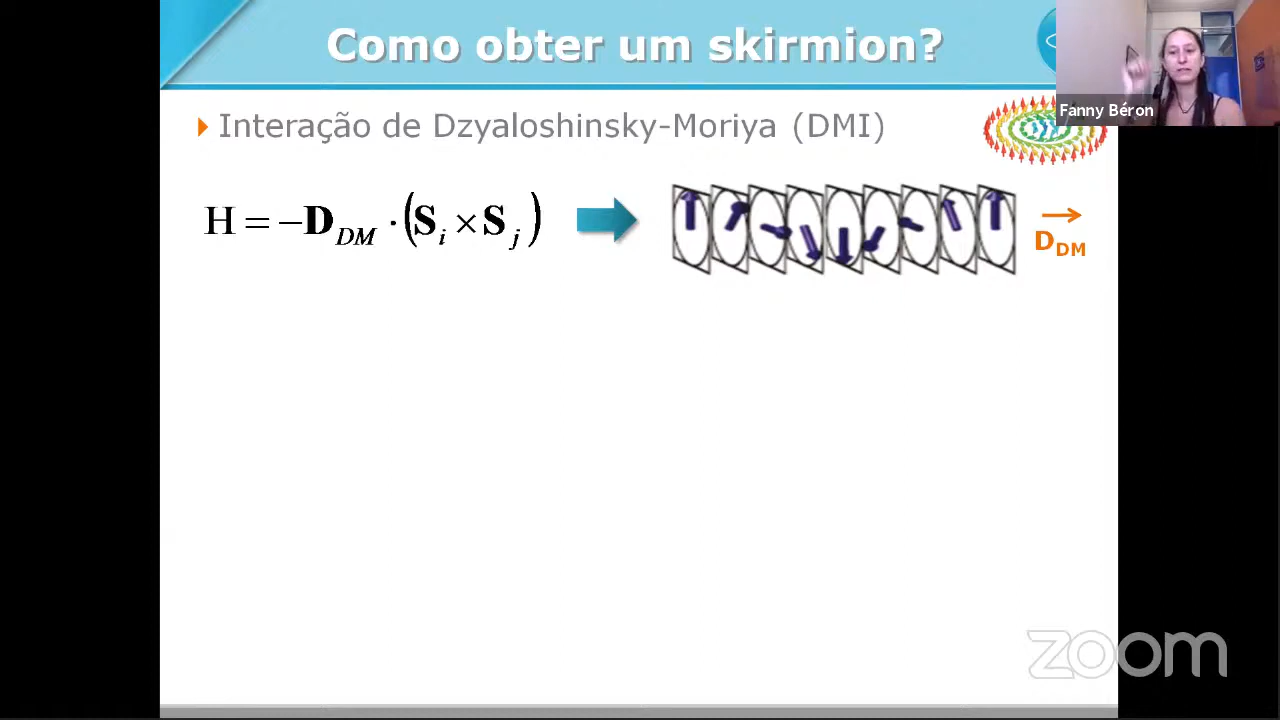 Como obter um skirmion?
Fanny Béron
Interação de Dzyaloshinsky-Moriya (DMI)
H = −D_DM · (S_i × S_j)
D_DM
zoom